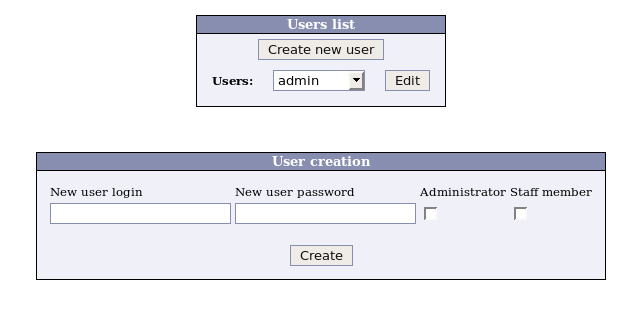 Users list
Create new user
Users: admin Edit
User creation
New user login New user password Administrator Staff member
Create